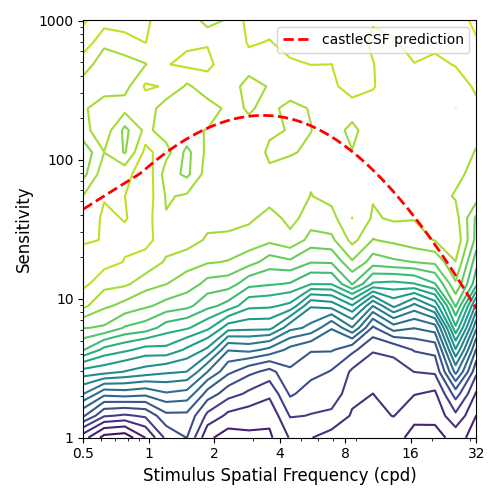 1000
castleCSF prediction
100
Sensitivity
10
1
0.5 1 2 4 8 16 32
Stimulus Spatial Frequency (cpd)